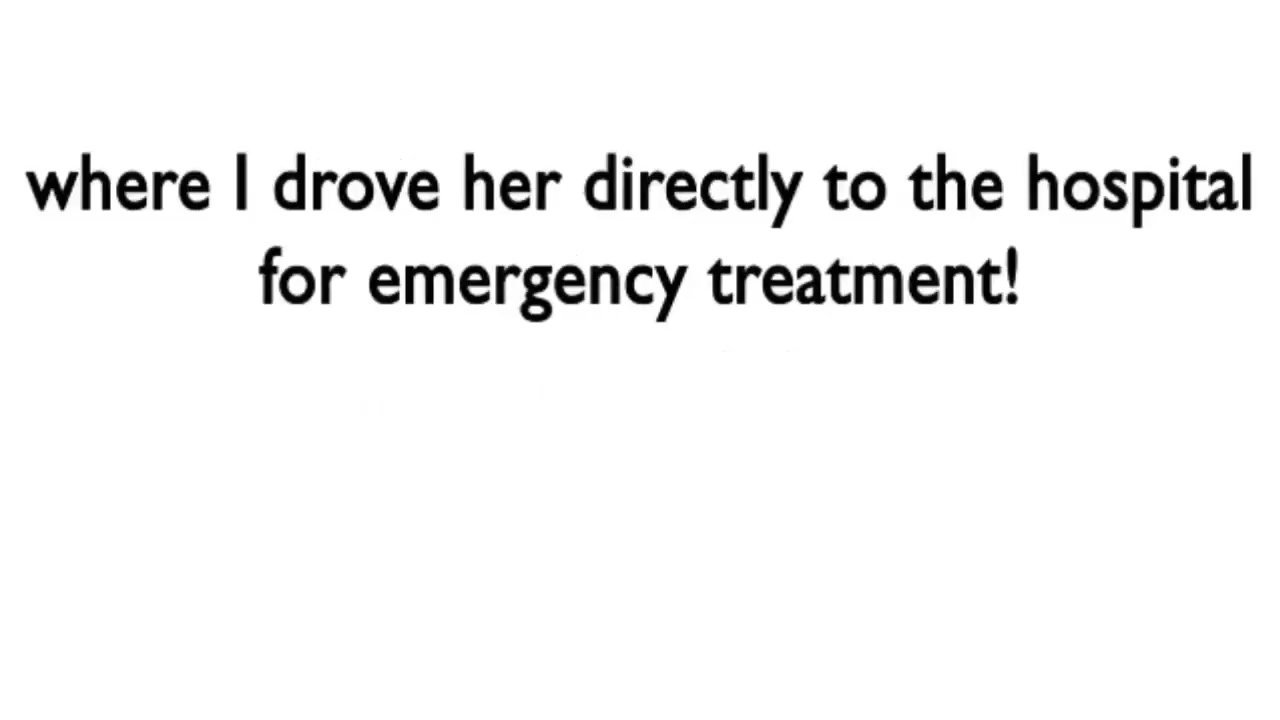 where I drove her directly to the hospital
for emergency treatment!